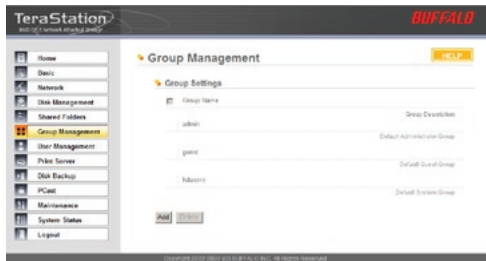 TeraStation
BUFFALO
Home
Basic
Network
Disk Management
Shared Folders
Group Management
User Management
Print Server
Disk Backup
PCast
Maintenance
System Status
Logout
Group Management
HELP
Group Settings
Group Name
Group Description
admin
Default Administrator Group
guest
Default Guest Group
hdusers
Default System Group
Add Delete